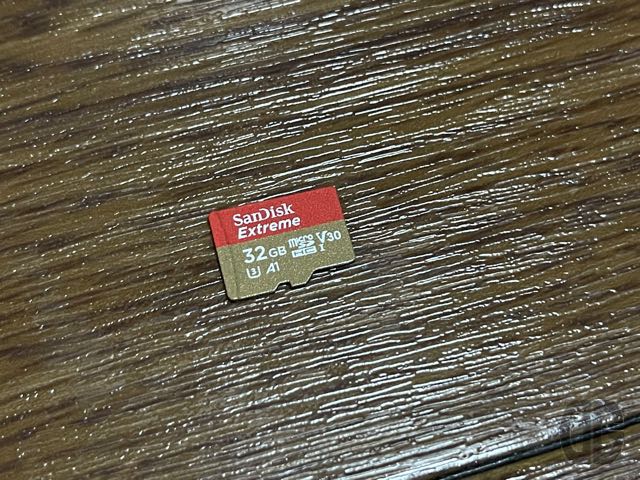 SanDisk
Extreme
32GB micro SD HC I V30
U3 A1